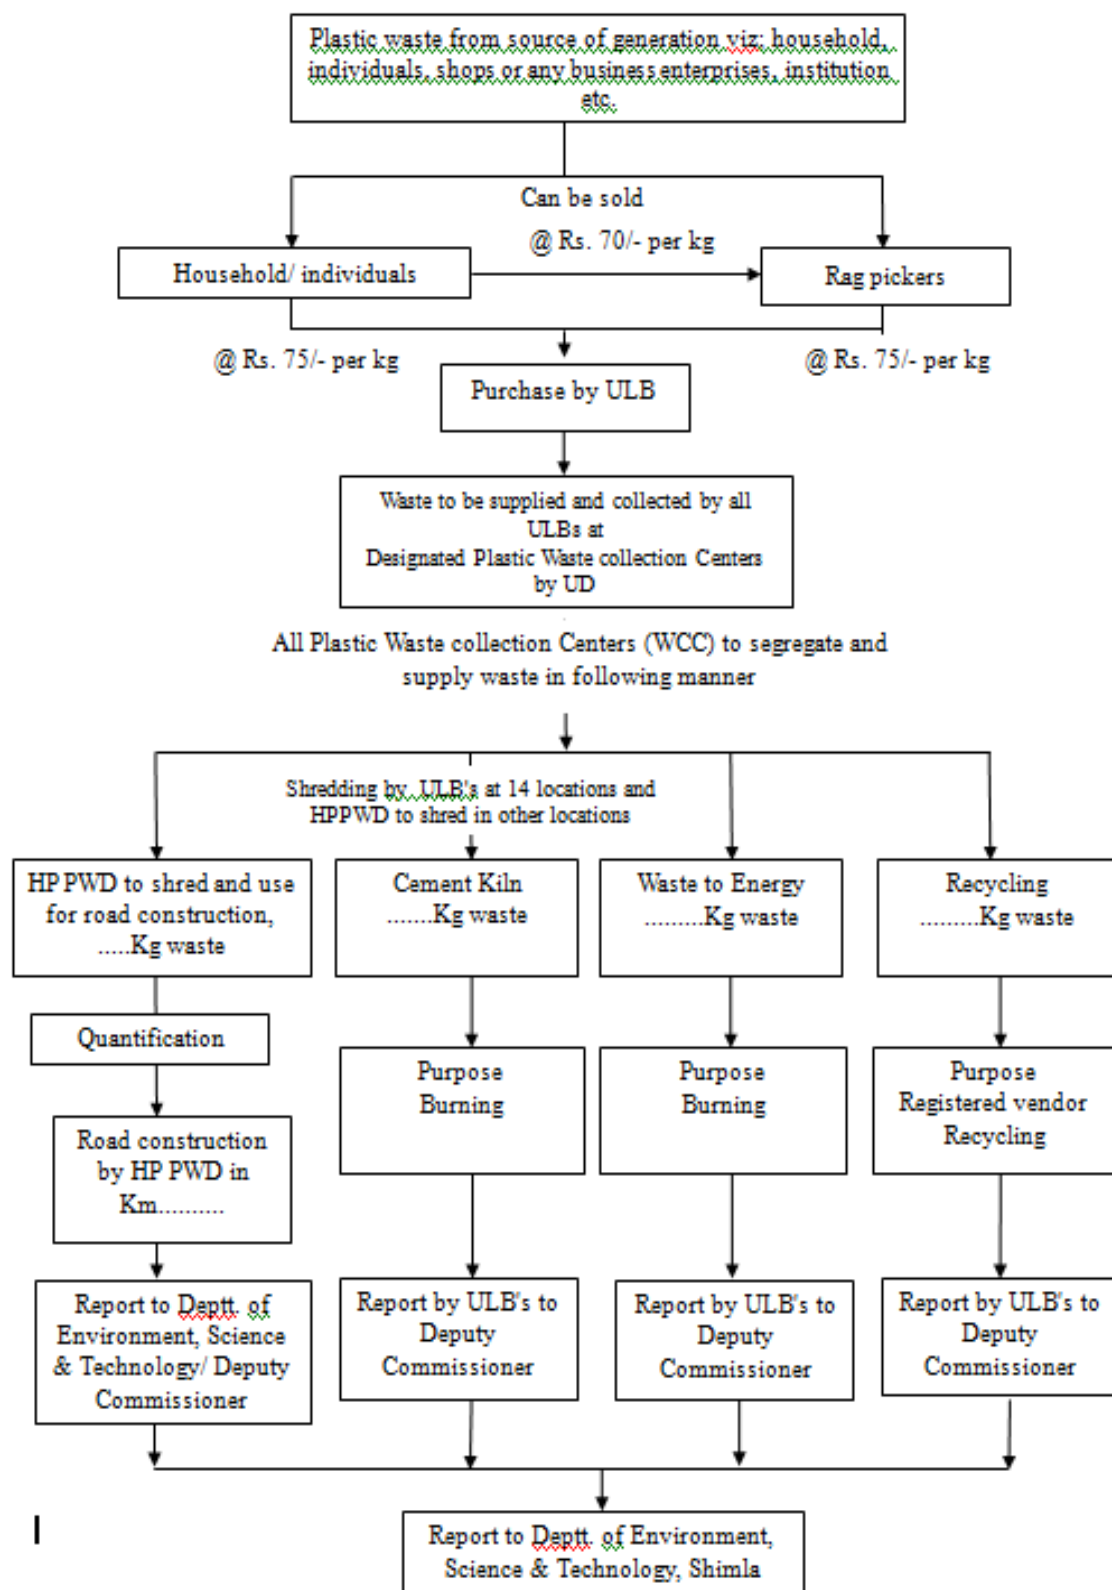 Plastic waste from source of generation viz: household,
individuals, shops or any business enterprises, institution
etc.
Can be sold
@ Rs. 70/- per kg
Household/ individuals
Rag pickers
@ Rs. 75/- per kg
@ Rs. 75/- per kg
Purchase by ULB
Waste to be supplied and collected by all
ULBs at
Designated Plastic Waste collection Centers
by UD
All Plastic Waste collection Centers (WCC) to segregate and
supply waste in following manner
Shredding by ULB's at 14 locations and
HPPWD to shred in other locations
HP PWD to shred and use
for road construction,
.....Kg waste
Cement Kiln
.......Kg waste
Waste to Energy
.........Kg waste
Recycling
.........Kg waste
Quantification
Purpose
Burning
Purpose
Burning
Purpose
Registered vendor
Recycling
Road construction
by HP PWD in
Km..........
Report to Deptt. of
Environment, Science
& Technology/ Deputy
Commissioner
Report by ULB's to
Deputy
Commissioner
Report by ULB's to
Deputy
Commissioner
Report by ULB's to
Deputy
Commissioner
Report to Deptt. of Environment,
Science & Technology, Shimla